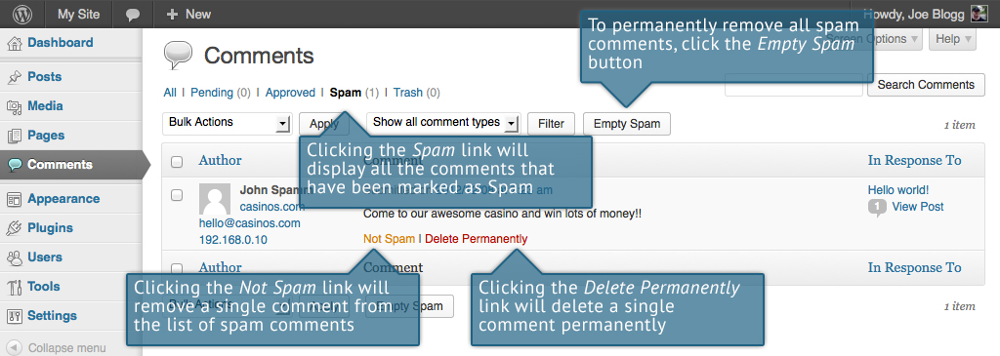 My Site
+ New
Howdy, Joe Blogg
Dashboard
Posts
Media
Pages
Comments
Appearance
Plugins
Users
Tools
Settings
Collapse menu
Comments
Screen Options
Help
To permanently remove all spam
comments, click the Empty Spam
button
Search Comments
All | Pending (0) | Approved | Spam (1) | Trash (0)
Bulk Actions
Apply
Show all comment types
Filter
Empty Spam
1 item
Author
Comment
In Response To
Clicking the Spam link will
display all the comments that
have been marked as Spam
John Spam
casinos.com
hello@casinos.com
192.168.0.10
am
Come to our awesome casino and win lots of money!!
Not Spam | Delete Permanently
Hello world!
1 View Post
Author
Comment
In Response To
Clicking the Not Spam link will
remove a single comment from
the list of spam comments
Clicking the Delete Permanently
link will delete a single
comment permanently
Bulk Actions
Empty Spam
1 item